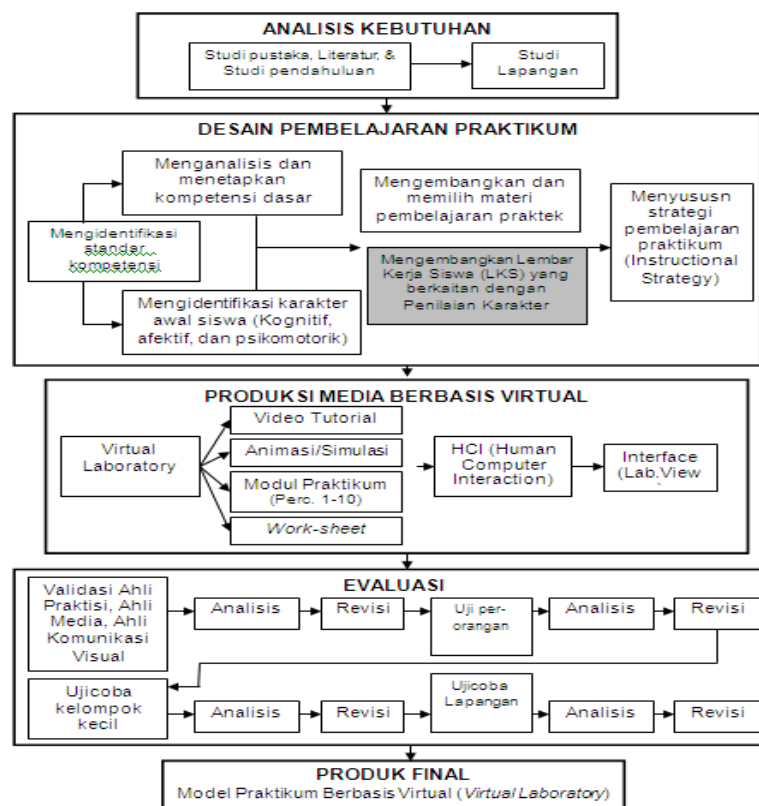 ANALISIS KEBUTUHAN
Studi pustaka, Literatur, &
Studi pendahuluan
Studi
Lapangan
DESAIN PEMBELAJARAN PRAKTIKUM
Menganalisis dan
menetapkan
kompetensi dasar
Mengembangkan dan
memilih materi
pembelajaran praktek
Menyususn
strategi
pembelajaran
praktikum
(Instructional
Strategy)
Mengidentifikasi
standar
kompetensi
Mengembangkan Lembar
Kerja Siswa (LKS) yang
berkaitan dengan
Penilaian Karakter
Mengidentifikasi karakter
awal siswa (Kognitif,
afektif, dan psikomotorik)
PRODUKSI MEDIA BERBASIS VIRTUAL
Virtual
Laboratory
Video Tutorial
Animasi/Simulasi
Modul Praktikum
(Perc. 1-10)
Work-sheet
HCI (Human
Computer
Interaction)
Interface
(Lab.View
)
EVALUASI
Validasi Ahli
Praktisi, Ahli
Media, Ahli
Komunikasi
Visual
Analisis
Revisi
Uji per-
orangan
Analisis
Revisi
Ujicoba
kelompok
kecil
Analisis
Revisi
Ujicoba
Lapangan
Analisis
Revisi
PRODUK FINAL
Model Praktikum Berbasis Virtual (Virtual Laboratory)